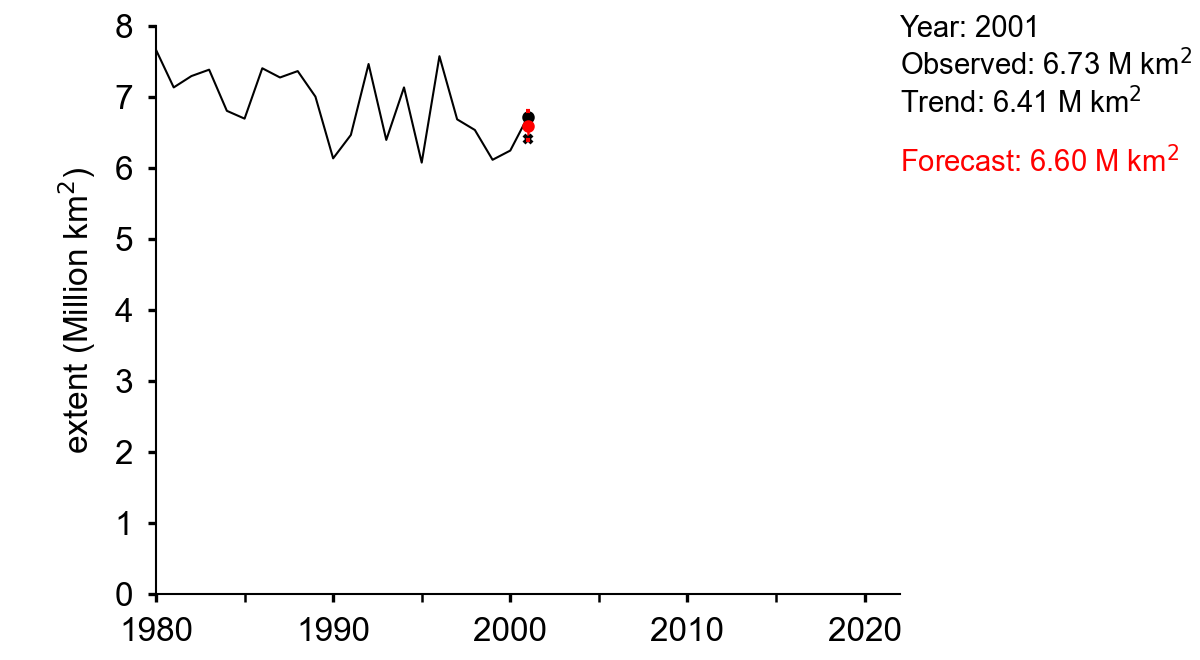 Year: 2001
Observed: 6.73 M km²
Trend: 6.41 M km²
Forecast: 6.60 M km²
extent (Million km²)
8
7
6
5
4
3
2
1
0
1980 1990 2000 2010 2020